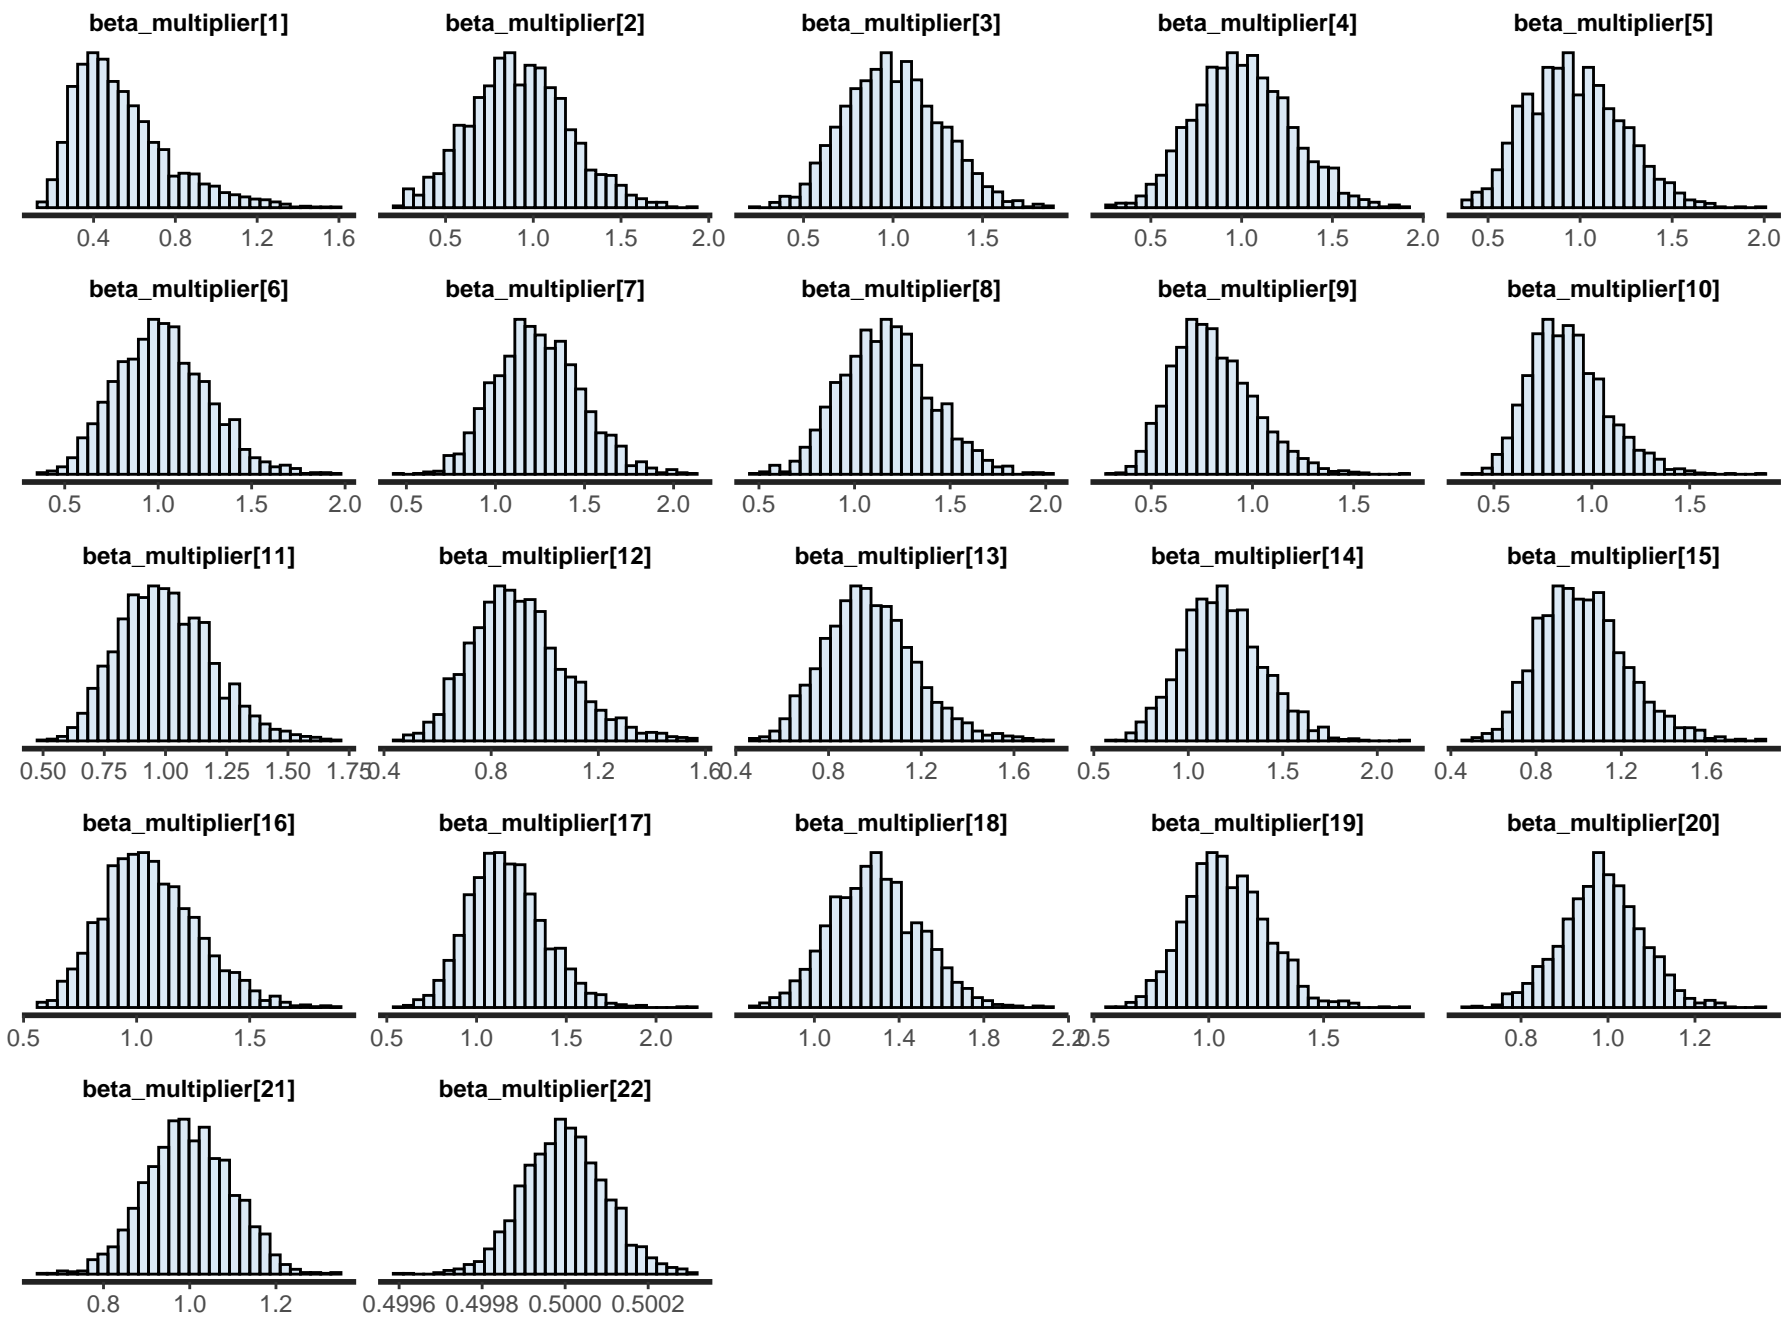 beta_multiplier[1] beta_multiplier[2] beta_multiplier[3] beta_multiplier[4] beta_multiplier[5]
0.4 0.8 1.2 1.6 0.5 1.0 1.5 2.0 0.5 1.0 1.5 0.5 1.0 1.5 2.0 0.5 1.0 1.5 2.0
beta_multiplier[6] beta_multiplier[7] beta_multiplier[8] beta_multiplier[9] beta_multiplier[10]
0.5 1.0 1.5 2.0 0.5 1.0 1.5 2.0 0.5 1.0 1.5 2.0 0.5 1.0 1.5 0.5 1.0 1.5
beta_multiplier[11] beta_multiplier[12] beta_multiplier[13] beta_multiplier[14] beta_multiplier[15]
0.50 0.75 1.00 1.25 1.50 1.75 0.4 0.8 1.2 1.6 0.4 0.8 1.2 1.6 0.5 1.0 1.5 2.0 0.4 0.8 1.2 1.6
beta_multiplier[16] beta_multiplier[17] beta_multiplier[18] beta_multiplier[19] beta_multiplier[20]
0.5 1.0 1.5 0.5 1.0 1.5 2.0 1.0 1.4 1.8 2.2 0.5 1.0 1.5 0.8 1.0 1.2
beta_multiplier[21] beta_multiplier[22]
0.8 1.0 1.2 0.4996 0.4998 0.5000 0.5002